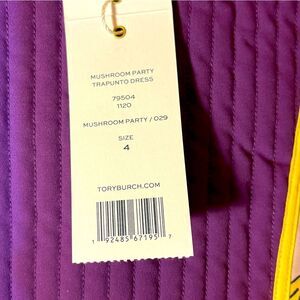 MUSHROOM PARTY
TRAPUNTO DRESS
79504
1120
MUSHROOM PARTY / 029
SIZE
4
TORYBURCH.COM
1 92485 67195 7